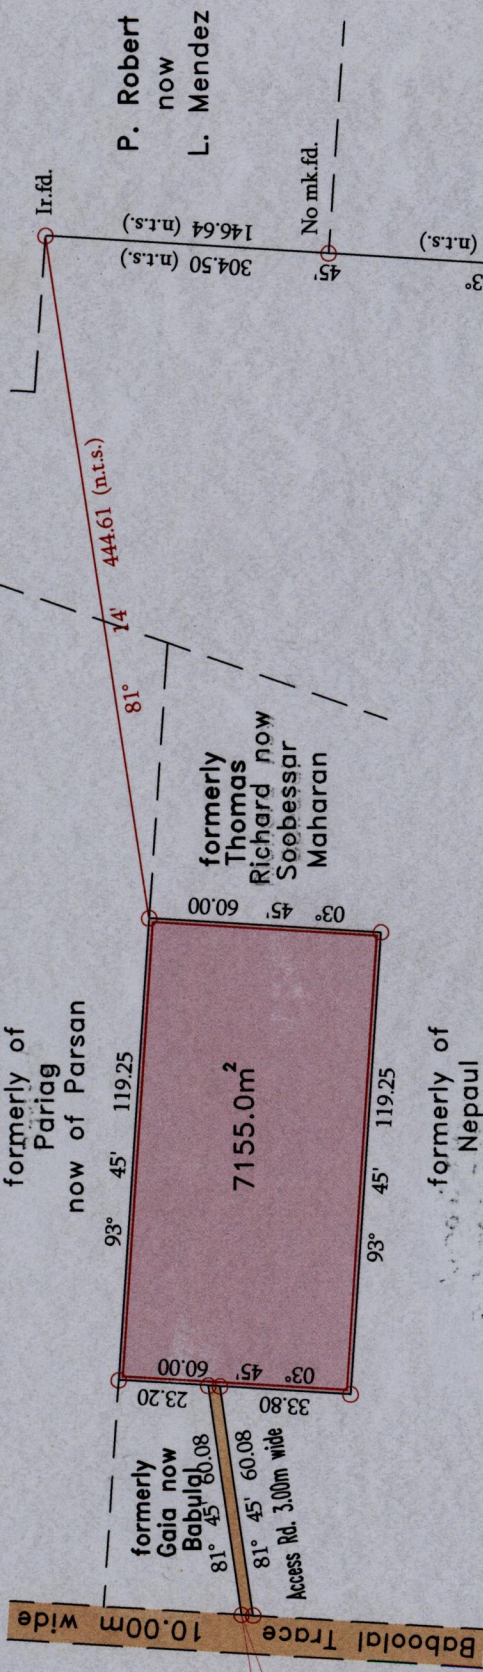 P. Robert
now
L. Mendez
Ir.fd.
146.64 (n.t.s.)
304.50 (n.t.s.)
No mk.fd.
45'
(n.t.s.)
3°
81° 14' 444.61 (n.t.s.)
formerly
Thomas
Richard now
Soobessar
Maharan
03° 45' 60.00
formerly of
Pariag
now of Parsan
93° 45' 119.25
7155.0m²
93° 45' 119.25
formerly of
Nepaul
03° 45' 60.00
23.20
33.80
formerly
Gaia now
Babulal
81° 45' 60.08
81° 45' 60.08
Access Rd. 3.00m wide
Baboolal Trace 10.00m wide